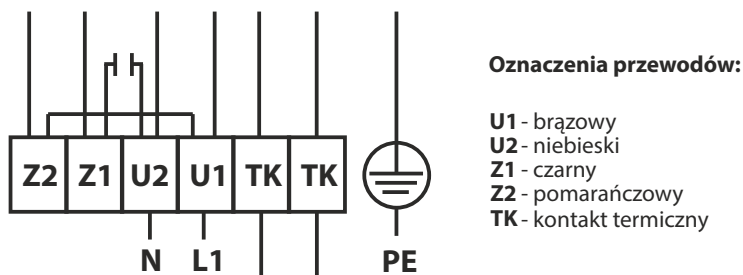 Oznaczenia przewodów:
U1 - brązowy
U2 - niebieski
Z1 - czarny
Z2 - pomarańczowy
TK - kontakt termiczny
Z2 Z1 U2 U1 TK TK
N L1 PE